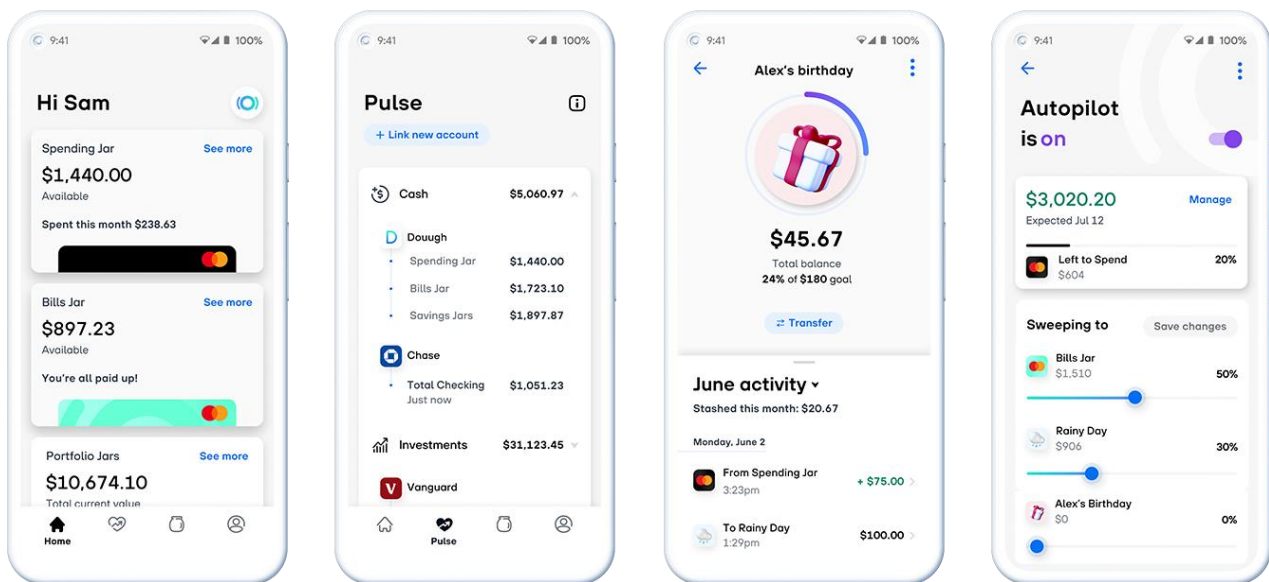 9:41
100%
Hi Sam
Spending Jar
See more
$1,440.00
Available
Spent this month $238.63
Bills Jar
See more
$897.23
Available
You're all paid up!
Portfolio Jars
See more
$10,674.10
Total current value
Home
9:41
100%
Pulse
+ Link new account
Cash
$5,060.97
Douugh
Spending Jar
$1,440.00
Bills Jar
$1,723.10
Savings Jars
$1,897.87
Chase
Total Checking
$1,051.23
Just now
Investments
$31,123.45
V
Vanguard
Pulse
9:41
100%
Alex's birthday
$45.67
Total balance
24% of $180 goal
Transfer
June activity
Stashed this month: $20.67
Monday, June 2
From Spending Jar
3:23pm
+ $75.00
To Rainy Day
1:29pm
$100.00
9:41
100%
Autopilot
is on
$3,020.20
Manage
Expected Jul 12
Left to Spend
20%
$604
Sweeping to
Save changes
Bills Jar
$1,510
50%
Rainy Day
$906
30%
Alex's Birthday
$0
0%